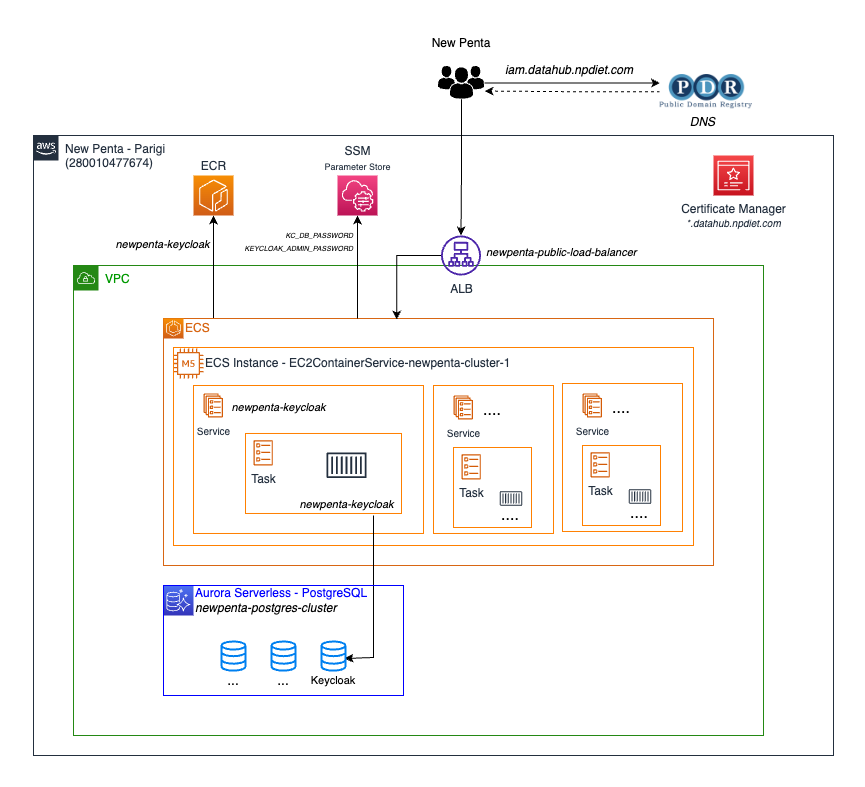 New Penta
iam.datahub.npdiet.com
PDR
Public Domain Registry
DNS
aws
New Penta - Parigi
(280010477674)
ECR
SSM
Parameter Store
Certificate Manager
*.datahub.npdiet.com
newpenta-keycloak
KC_DB_PASSWORD
KEYCLOAK_ADMIN_PASSWORD
newpenta-public-load-balancer
ALB
VPC
ECS
M5
ECS Instance - EC2ContainerService-newpenta-cluster-1
newpenta-keycloak
Service
Task
newpenta-keycloak
....
Service
Task
....
....
Service
Task
....
Aurora Serverless - PostgreSQL
newpenta-postgres-cluster
...
...
Keycloak